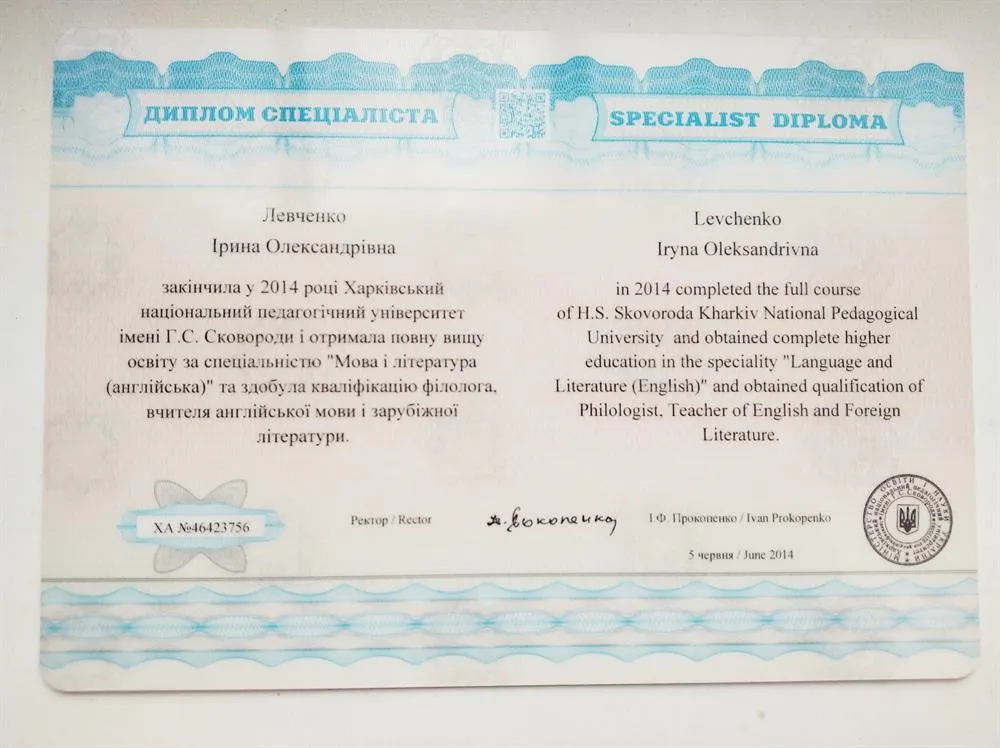 ДИПЛОМ СПЕЦІАЛІСТА
Левченко
Ірина Олександрівна
закінчила у 2014 році Харківський
національний педагогічний університет
імені Г.С. Сковороди і отримала повну вищу
освіту за спеціальністю "Мова і література
(англійська)" та здобула кваліфікацію філолога,
вчителя англійської мови і зарубіжної
літератури.
SPECIALIST DIPLOMA
Levchenko
Iryna Oleksandrivna
in 2014 completed the full course
of H.S. Skovoroda Kharkiv National Pedagogical
University and obtained complete higher
education in the speciality "Language and
Literature (English)" and obtained qualification of
Philologist, Teacher of English and Foreign
Literature.
ХА №46423756
Ректор / Rector
І.Ф. Прокопенко / Ivan Prokopenko
5 червня / June 2014
МІНІСТЕРСТВО ОСВІТИ І НАУКИ УКРАЇНИ